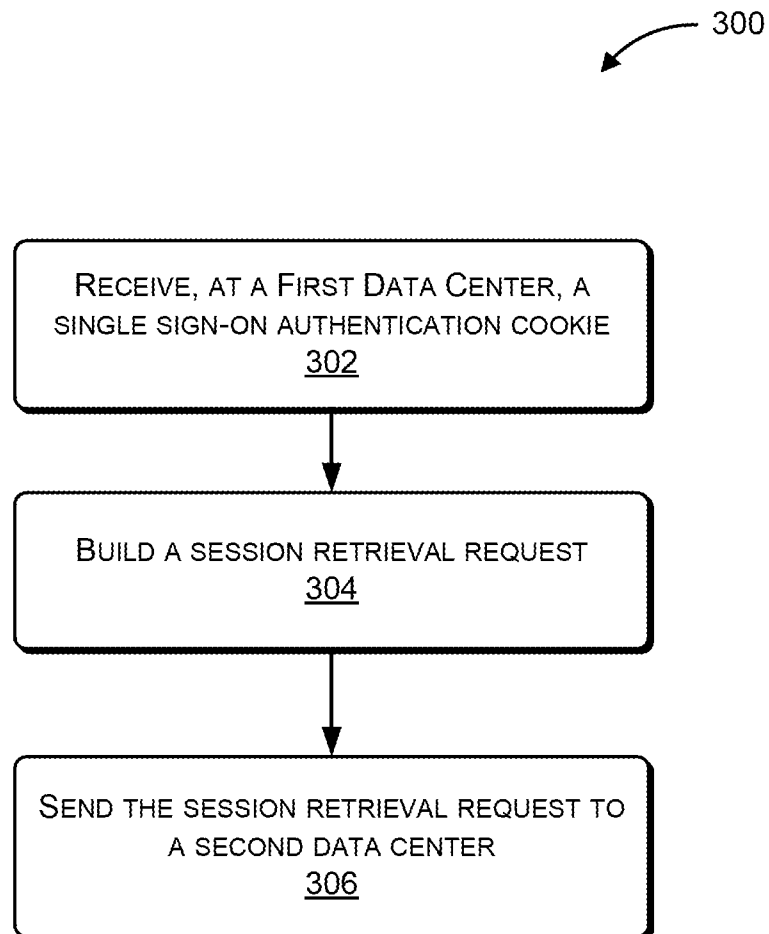 300
RECEIVE, AT A FIRST DATA CENTER, A
SINGLE SIGN-ON AUTHENTICATION COOKIE
302
BUILD A SESSION RETRIEVAL REQUEST
304
SEND THE SESSION RETRIEVAL REQUEST TO
A SECOND DATA CENTER
306